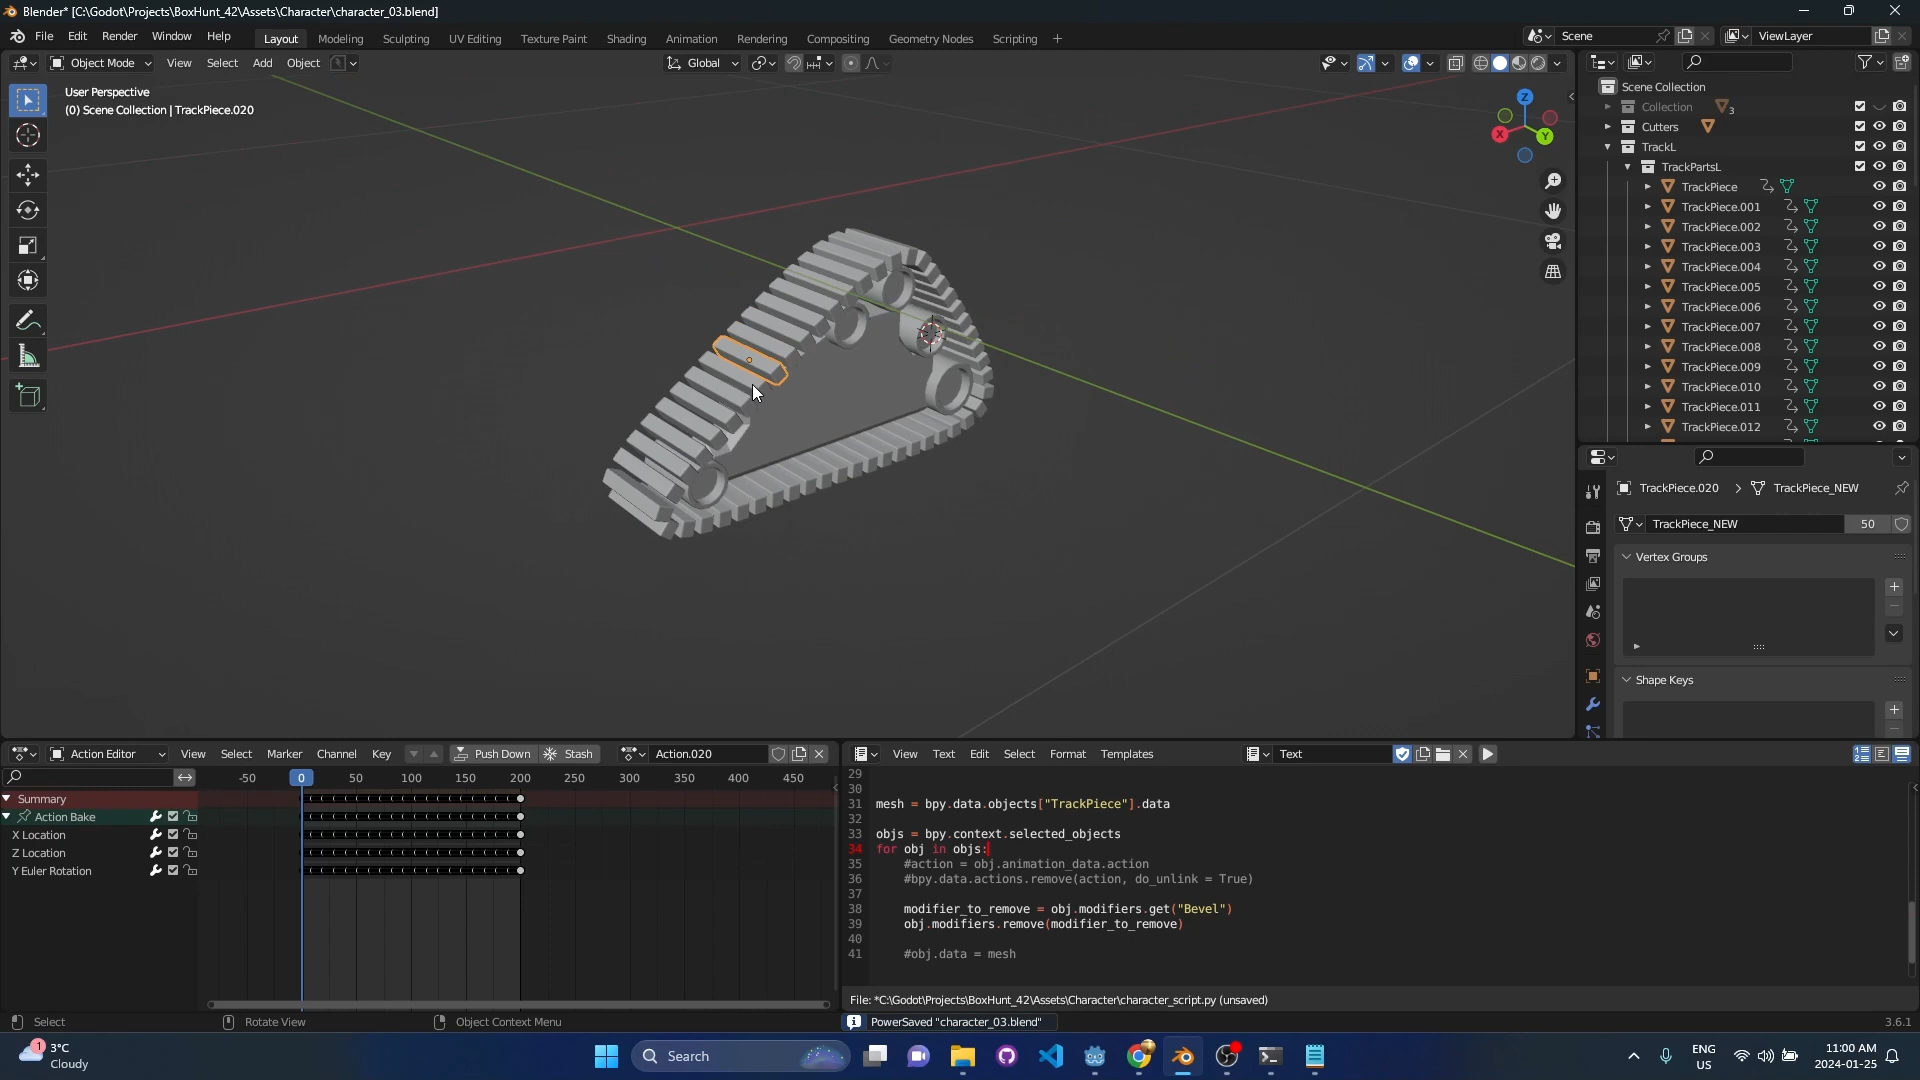 Blender* [C:\Godot\Projects\BoxHunt_42\Assets\Character\character_03.blend]
File Edit Render Window Help
Layout Modeling Sculpting UV Editing Texture Paint Shading Animation Rendering Compositing Geometry Nodes Scripting +
Scene
ViewLayer
Object Mode View Select Add Object
Global
User Perspective
(0) Scene Collection | TrackPiece.020
Z
X
Y
Scene Collection
Collection 3
Cutters
TrackL
TrackPartsL
TrackPiece
TrackPiece.001
TrackPiece.002
TrackPiece.003
TrackPiece.004
TrackPiece.005
TrackPiece.006
TrackPiece.007
TrackPiece.008
TrackPiece.009
TrackPiece.010
TrackPiece.011
TrackPiece.012
TrackPiece.020 > TrackPiece_NEW
TrackPiece_NEW 50
Vertex Groups
Shape Keys
Action Editor View Select Marker Channel Key Push Down Stash Action.020
-50 0 50 100 150 200 250 300 350 400 450
Summary
Action Bake
X Location
Z Location
Y Euler Rotation
View Text Edit Select Format Templates Text
29
30
31 mesh = bpy.data.objects["TrackPiece"].data
32
33 objs = bpy.context.selected_objects
34 for obj in objs:
35 #action = obj.animation_data.action
36 #bpy.data.actions.remove(action, do_unlink = True)
37
38 modifier_to_remove = obj.modifiers.get("Bevel")
39 obj.modifiers.remove(modifier_to_remove)
40
41 #obj.data = mesh
File: *C:\Godot\Projects\BoxHunt_42\Assets\Character\character_script.py (unsaved)
Select Rotate View Object Context Menu
PowerSaved "character_03.blend"
3.6.1
1
3°C
Cloudy
Search
ENG
US
11:00 AM
2024-01-25